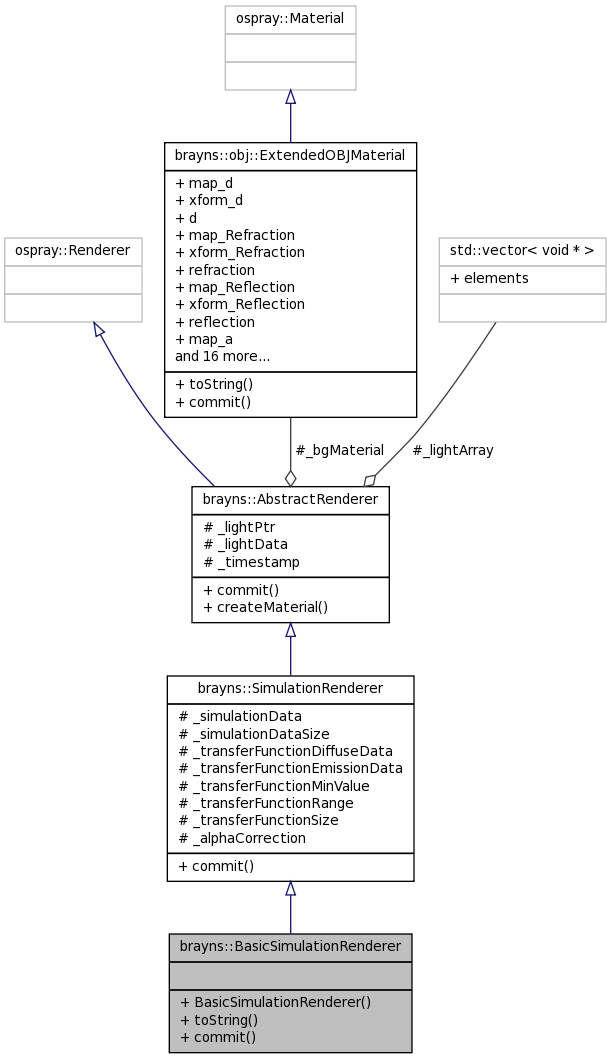 ospray::Material
brayns::obj::ExtendedOBJMaterial
+ map_d
+ xform_d
+ d
+ map_Refraction
+ xform_Refraction
+ refraction
+ map_Reflection
+ xform_Reflection
+ reflection
+ map_a
and 16 more...
+ toString()
+ commit()
ospray::Renderer
std::vector< void * >
+ elements
#_bgMaterial
#_lightArray
brayns::AbstractRenderer
# _lightPtr
# _lightData
# _timestamp
+ commit()
+ createMaterial()
brayns::SimulationRenderer
# _simulationData
# _simulationDataSize
# _transferFunctionDiffuseData
# _transferFunctionEmissionData
# _transferFunctionMinValue
# _transferFunctionRange
# _transferFunctionSize
# _alphaCorrection
+ commit()
brayns::BasicSimulationRenderer
+ BasicSimulationRenderer()
+ toString()
+ commit()